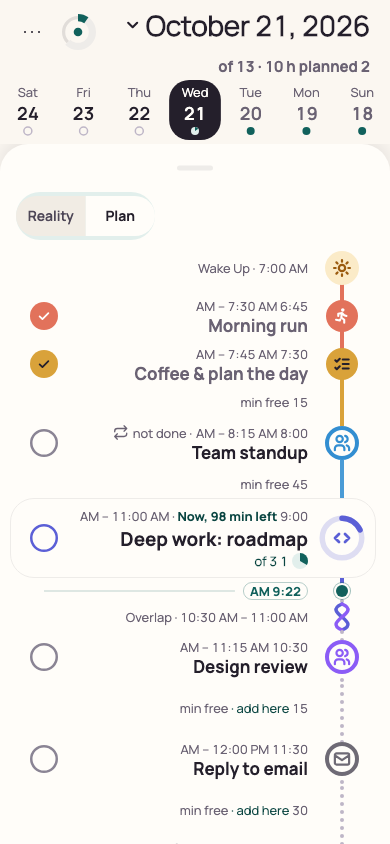 October 21, 2026
of 13 · 10 h planned 2
Sat Fri Thu Wed Tue Mon Sun
24 23 22 21 20 19 18
Reality Plan
Wake Up · 7:00 AM
AM – 7:30 AM 6:45
Morning run
AM – 7:45 AM 7:30
Coffee & plan the day
min free 15
not done · AM – 8:15 AM 8:00
Team standup
min free 45
AM – 11:00 AM · Now, 98 min left 9:00
Deep work: roadmap
of 3 1
AM 9:22
Overlap · 10:30 AM – 11:00 AM
AM – 11:15 AM 10:30
Design review
min free · add here 15
AM – 12:00 PM 11:30
Reply to email
min free · add here 30